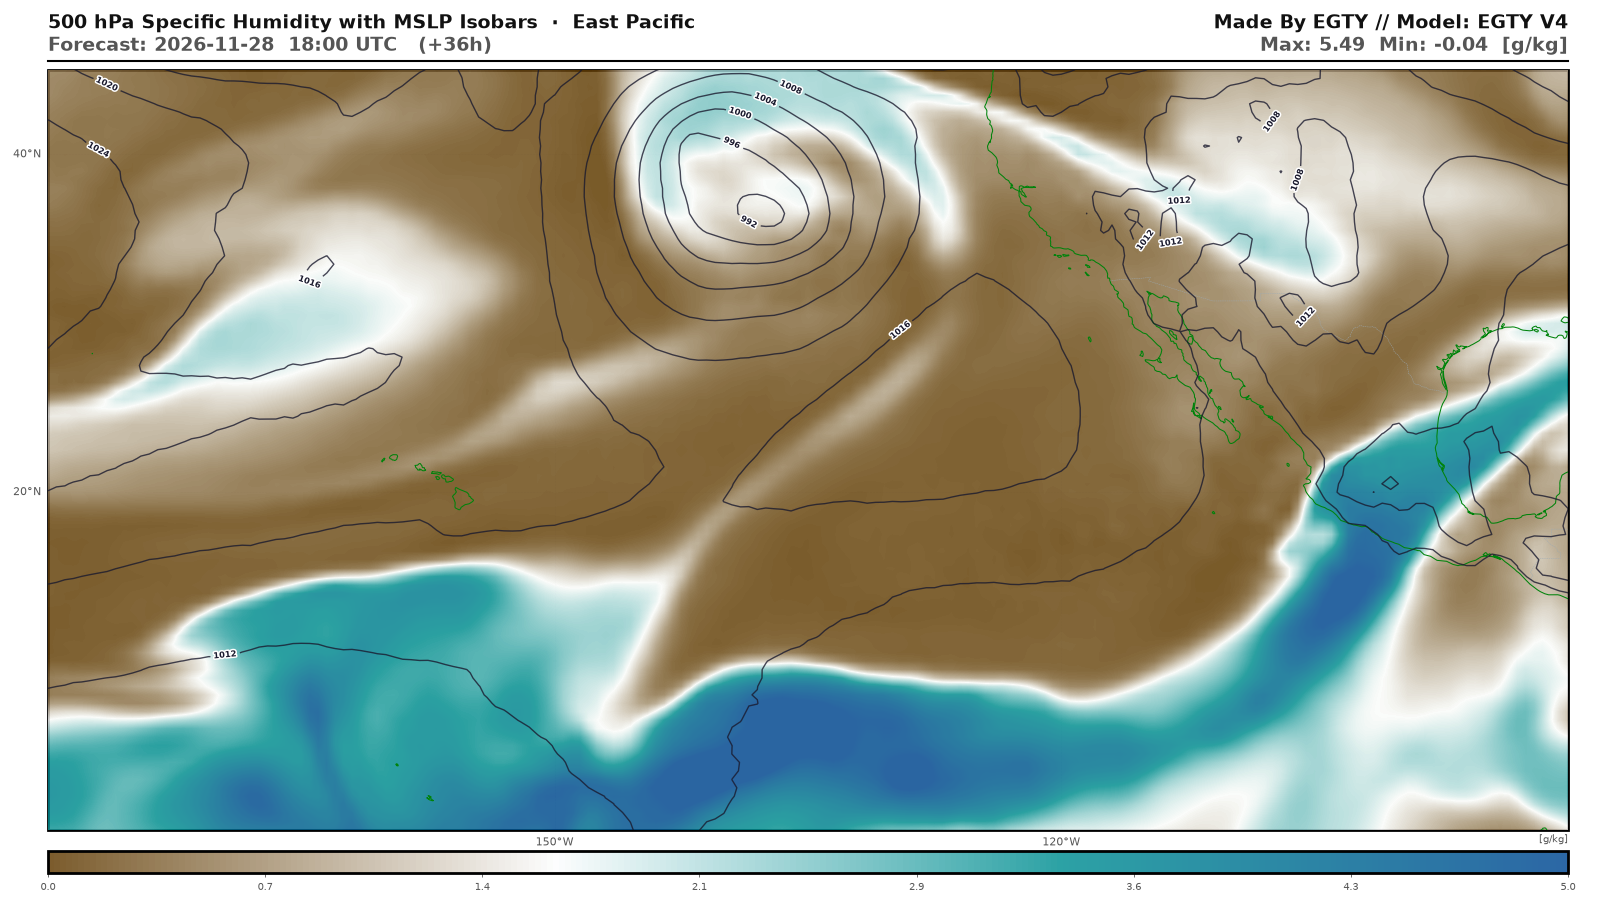 500 hPa Specific Humidity with MSLP Isobars · East Pacific
Made By EGTY // Model: EGTY V4
Forecast: 2026-11-28 18:00 UTC (+36h)
Max: 5.49 Min: -0.04 [g/kg]
1020
1008
1004
1000
1008
996
1024
40°N
1008
1012
992
1012
1012
1016
1012
1016
20°N
1012
150°W
120°W
[g/kg]
0.0
0.7
1.4
2.1
2.9
3.6
4.3
5.0